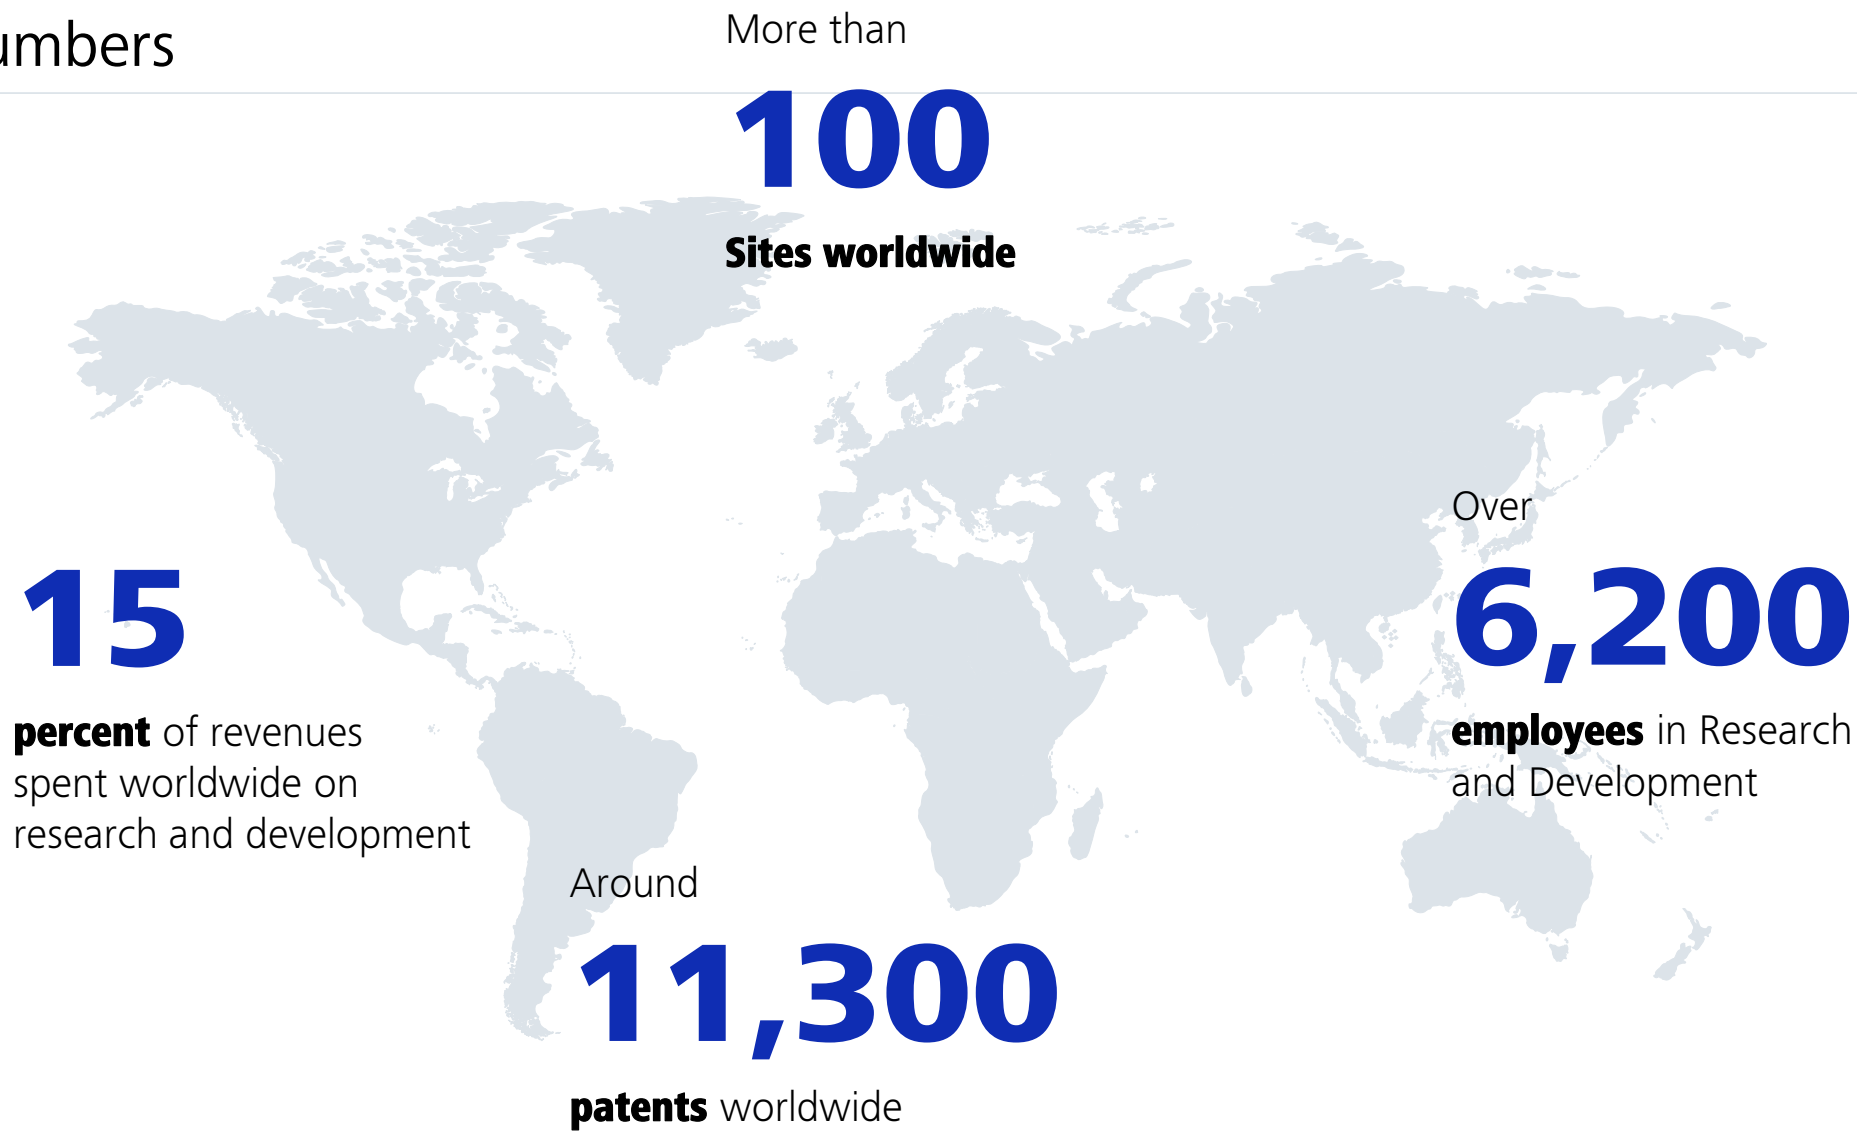 umbers
More than
100
Sites worldwide
15
percent of revenues
spent worldwide on
research and development
Over
6,200
employees in Research
and Development
Around
11,300
patents worldwide